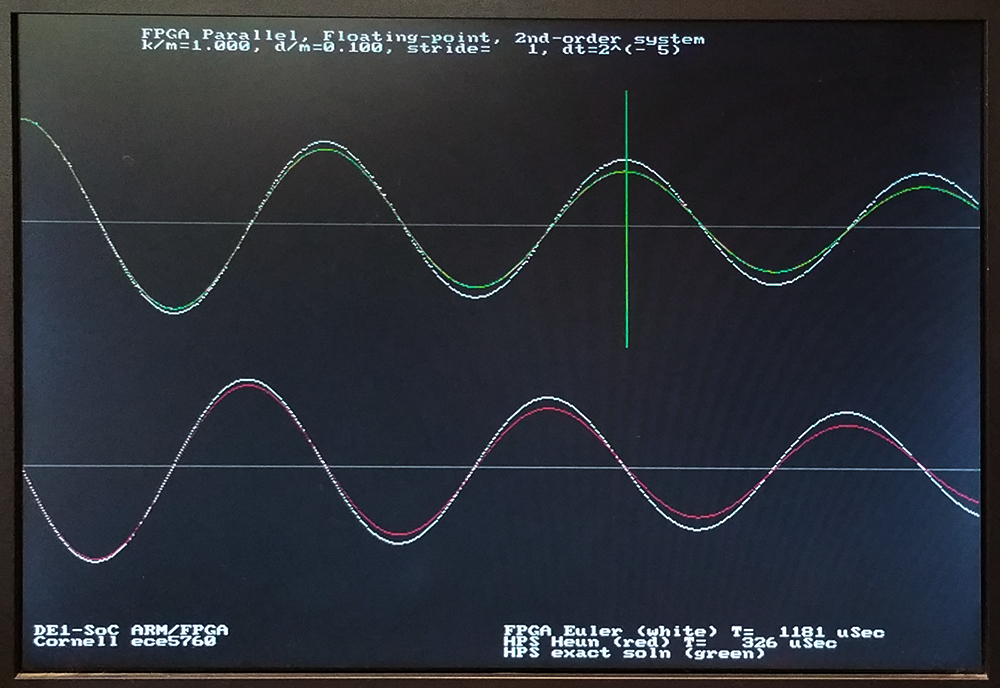 FPGA Parallel, Floating-point, 2nd-order system
k/m=1.000, d/m=0.100, stride= 1, dt=2^(- 5)
DE1-SoC ARM/FPGA
Cornell ece5760
FPGA Euler (white) T= 1181 uSec
HPS Heun (red) T= 326 uSec
HPS exact soln (green)